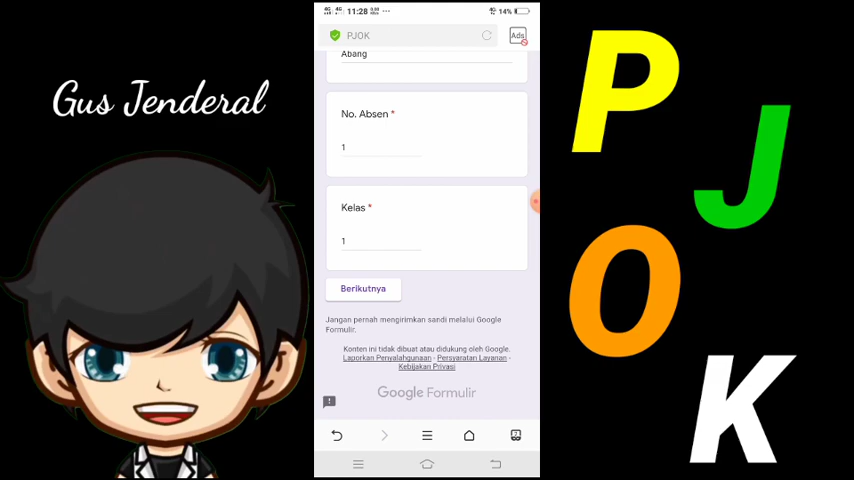 Gus Jenderal
11:28
14%
PJOK
Ads
Abang
No. Absen *
1
Kelas *
1
Berikutnya
Jangan pernah mengirimkan sandi melalui Google
Formulir.
Konten ini tidak dibuat atau didukung oleh Google.
Laporkan Penyalahgunaan - Persyaratan Layanan -
Kebijakan Privasi
Google Formulir
P
J
O
K